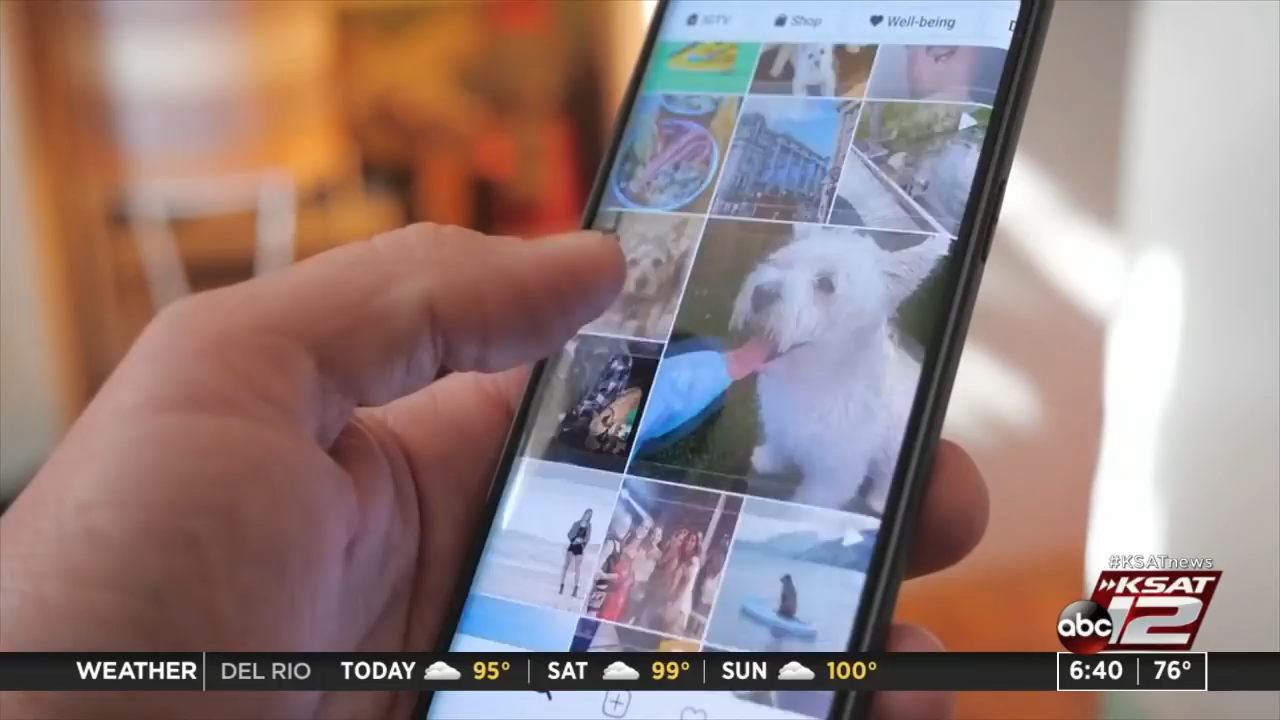 IGTV Shop Well-being
#KSATnews
KSAT
abc 12
WEATHER DEL RIO TODAY 95° SAT 99° SUN 100° 6:40 76°